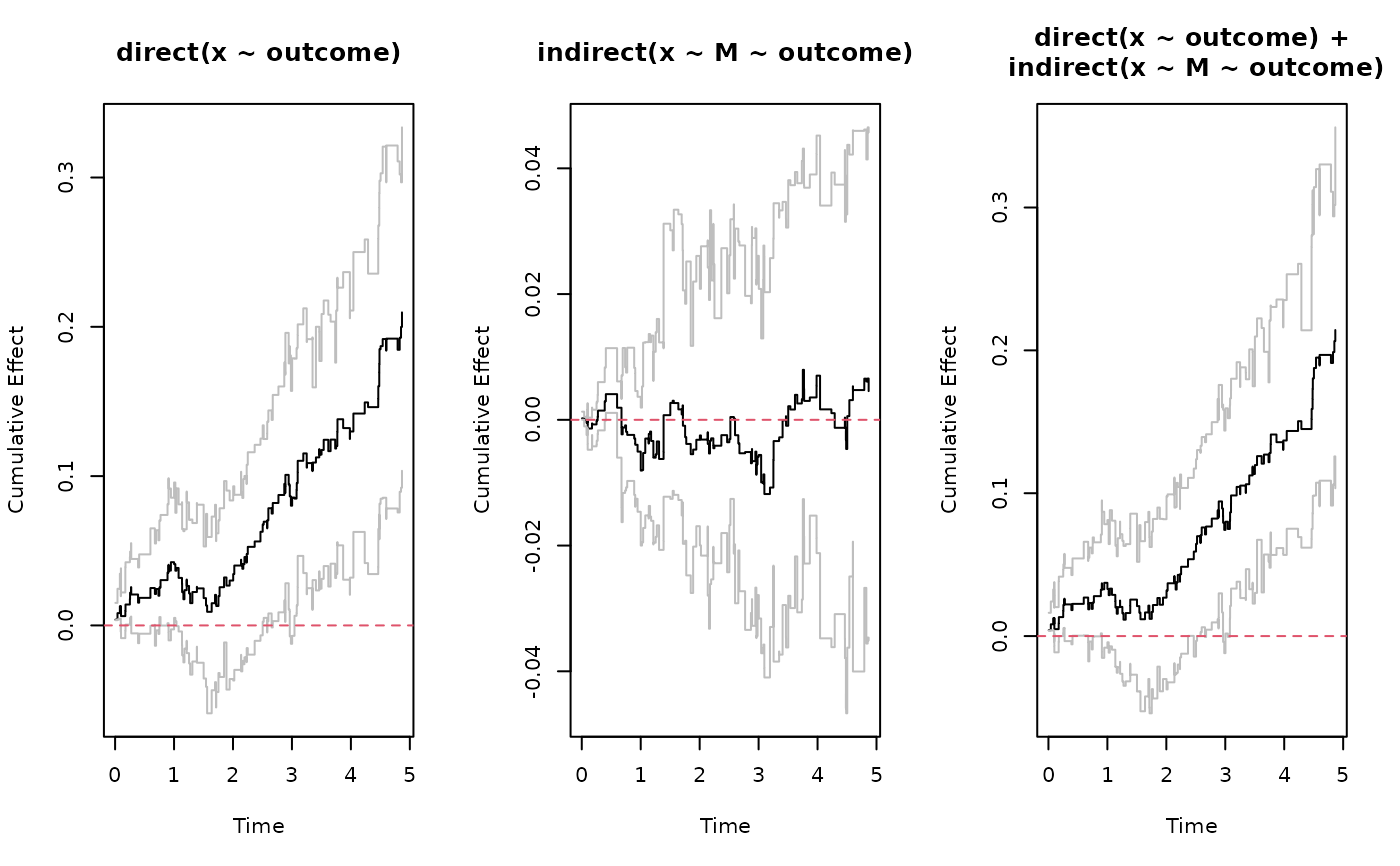 direct(x ~ outcome)
Cumulative Effect
0.3
0.2
0.1
0.0
0 1 2 3 4 5
Time
indirect(x ~ M ~ outcome)
Cumulative Effect
0.04
0.02
0.00
-0.02
-0.04
0 1 2 3 4 5
Time
direct(x ~ outcome) +
indirect(x ~ M ~ outcome)
Cumulative Effect
0.3
0.2
0.1
0.0
0 1 2 3 4 5
Time